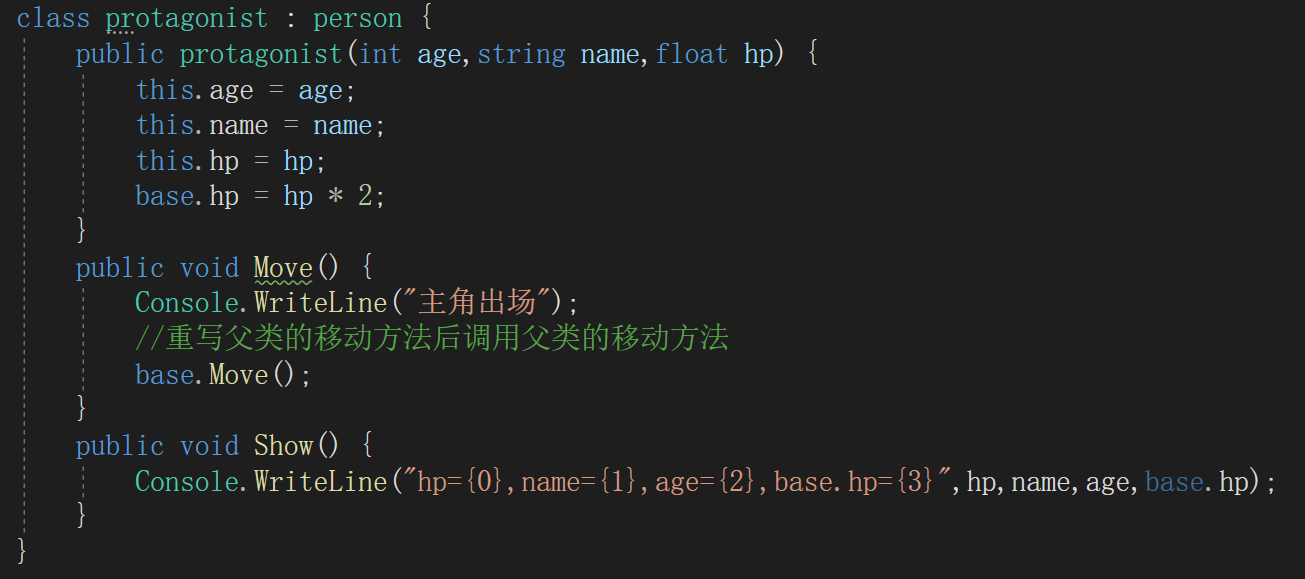 class protagonist : person {
    public protagonist(int age,string name,float hp) {
        this.age = age;
        this.name = name;
        this.hp = hp;
        base.hp = hp * 2;
    }
    public void Move() {
        Console.WriteLine("主角出场");
        //重写父类的移动方法后调用父类的移动方法
        base.Move();
    }
    public void Show() {
        Console.WriteLine("hp={0},name={1},age={2},base.hp={3}",hp,name,age,base.hp);
    }
}